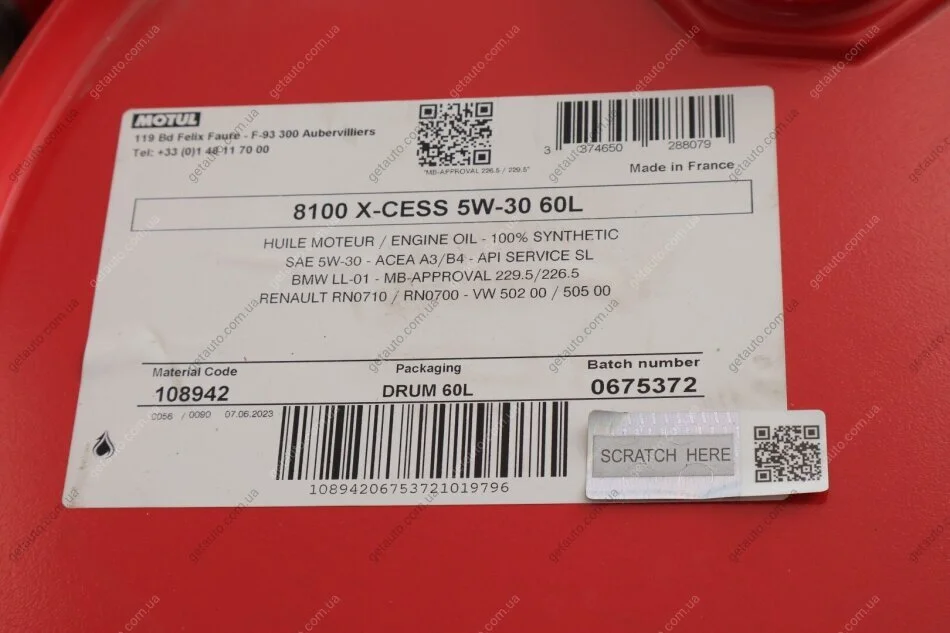 MOTUL
119 Bd Felix Faure - F-93 300 Aubervilliers
Tel: +33 (0)1 48 11 70 00
"MB-APPROVAL 226.5 / 229.5"
3 374650 288079
Made in France
8100 X-CESS 5W-30 60L
HUILE MOTEUR / ENGINE OIL - 100% SYNTHETIC
SAE 5W-30 - ACEA A3/B4 - API SERVICE SL
BMW LL-01 - MB-APPROVAL 229.5/226.5
RENAULT RN0710 / RN0700 - VW 502 00 / 505 00
Material Code Packaging Batch number
108942 DRUM 60L 0675372
0056 / 0090 07.06.2023
10894206753721019796
SCRATCH HERE
getauto.com.ua